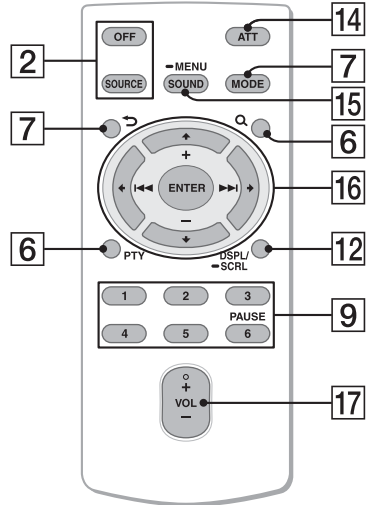 OFF
ATT
14
2
MENU
7
SOURCE
SOUND
MODE
15
7
6
+
ENTER
16
−
6
PTY
DSPL/
SCRL
12
1
2
3
9
PAUSE
4
5
6
+
VOL
17
−